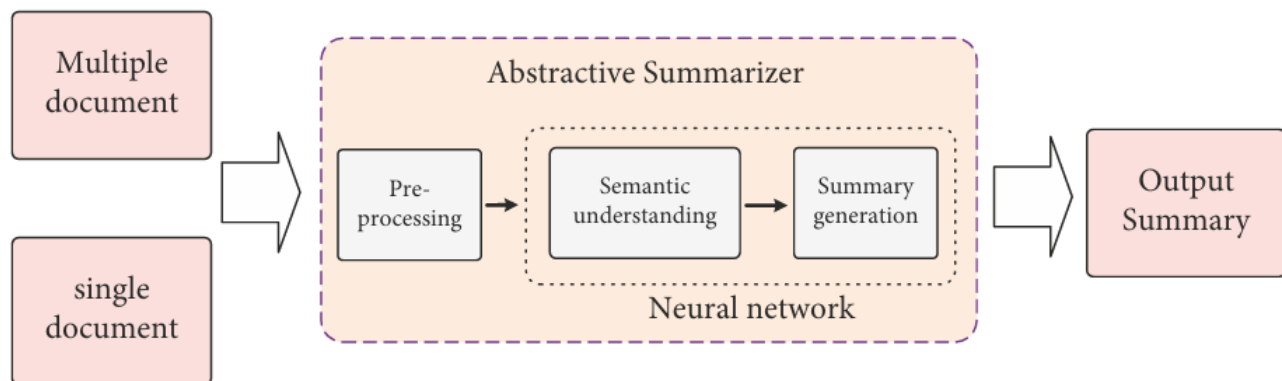 Multiple
document
single
document
Abstractive Summarizer
Pre-
processing
Semantic
understanding
Summary
generation
Neural network
Output
Summary